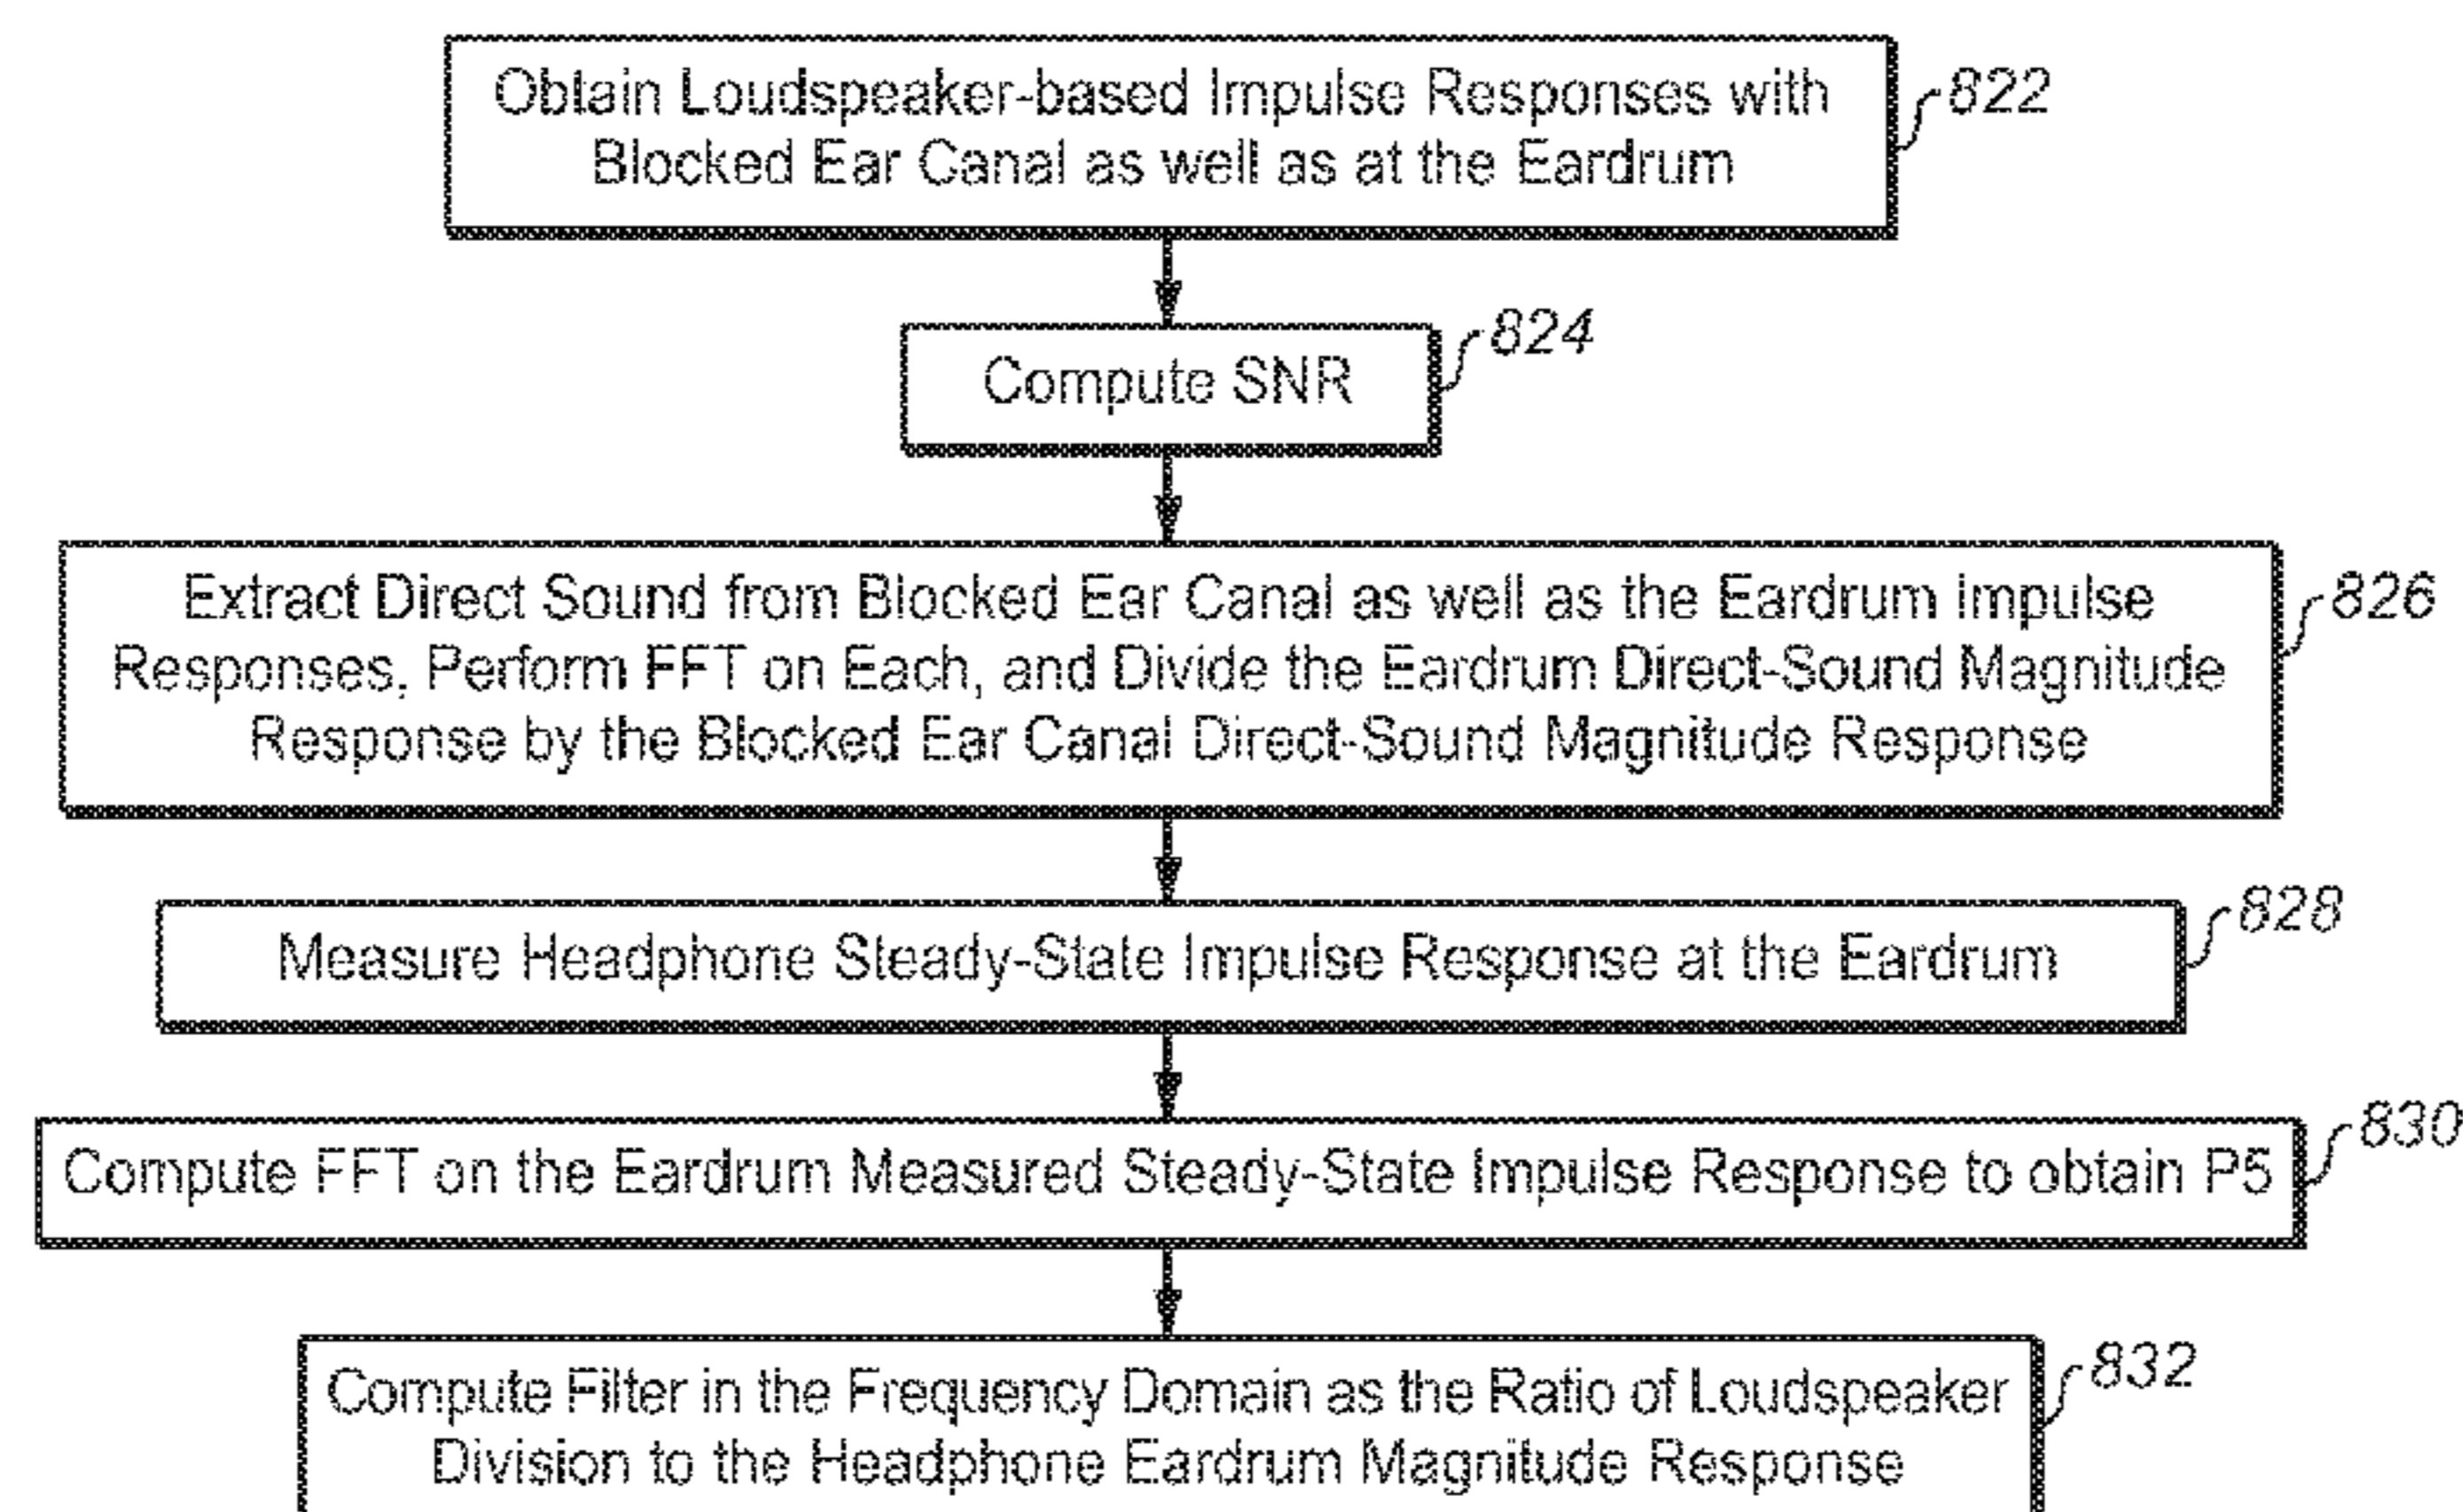 Obtain Loudspeaker-based Impulse Responses with
Blocked Ear Canal as well as at the Eardrum
822
Compute SNR
824
Extract Direct Sound from Blocked Ear Canal as well as the Eardrum impulse
Responses, Perform FFT on Each, and Divide the Eardrum Direct-Sound Magnitude
Response by the Blocked Ear Canal Direct-Sound Magnitude Response
826
Measure Headphone Steady-State Impulse Response at the Eardrum
828
Compute FFT on the Eardrum Measured Steady-State Impulse Response to obtain P5
830
Compute Filter in the Frequency Domain as the Ratio of Loudspeaker
Division to the Headphone Eardrum Magnitude Response
832